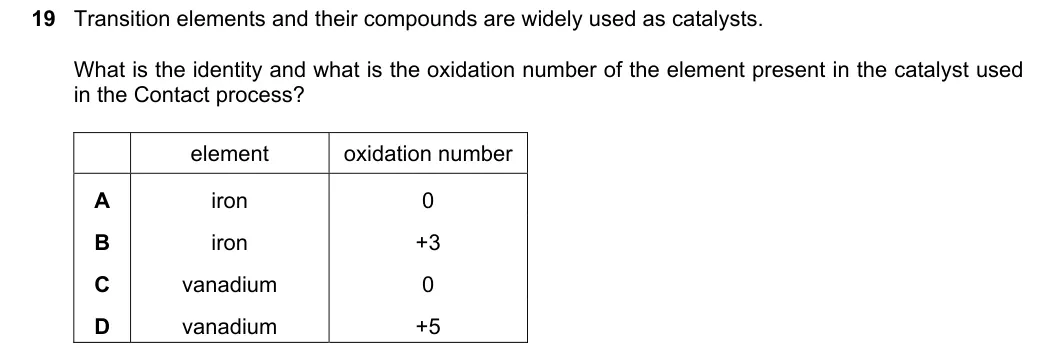 19 Transition elements and their compounds are widely used as catalysts.
What is the identity and what is the oxidation number of the element present in the catalyst used
in the Contact process?
element oxidation number
A iron 0
B iron +3
C vanadium 0
D vanadium +5